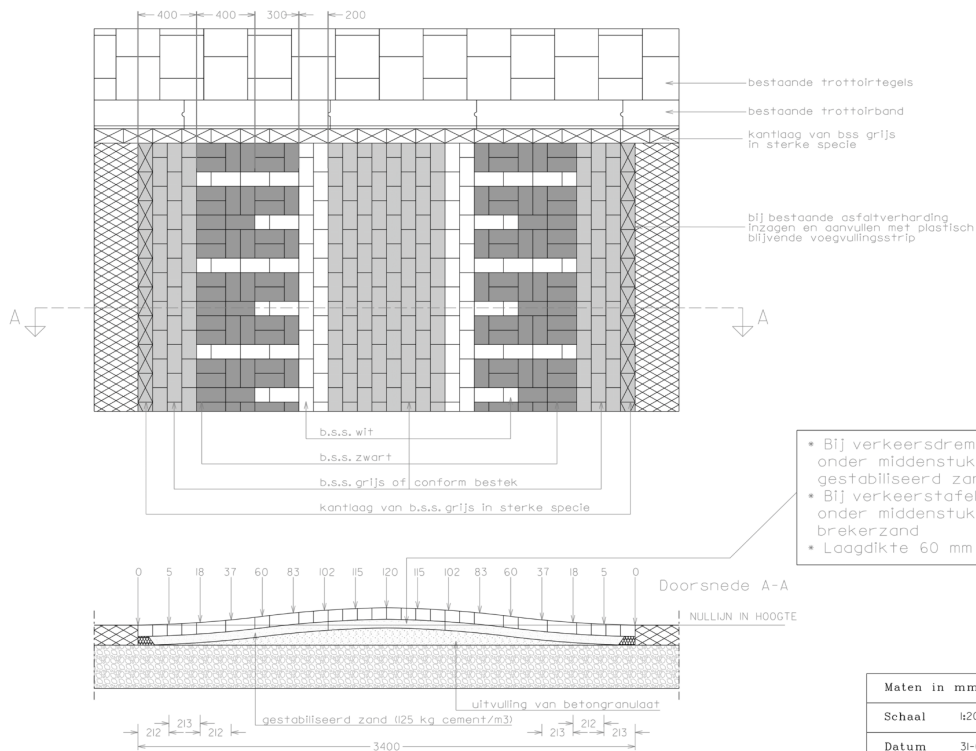 400 400 300 200
bestaande trottoirtegels
bestaande trottoirband
kantlaag van bss grijs
in sterke specie
bij bestaande asfaltverharding
inzagen en aanvullen met plastisch
blijvende voegvullingsstrip
A A
b.s.s. wit
b.s.s. zwart
b.s.s. grijs of conform bestek
kantlaag van b.s.s. grijs in sterke specie
* Bij verkeersdrem
onder middenstuk
gestabiliseerd zan
* Bij verkeerstafel
onder middenstuk
brekerzand
* Laagdikte 60 mm
0 5 18 37 60 83 102 115 120 115 102 83 60 37 18 5 0
Doorsnede A-A
NULLIJN IN HOOGTE
uitvulling van betongranulaat
gestabiliseerd zand (125 kg cement/m3)
213 212
212 212 213 213
3400
Maten in mm
Schaal 1:20
Datum 31-